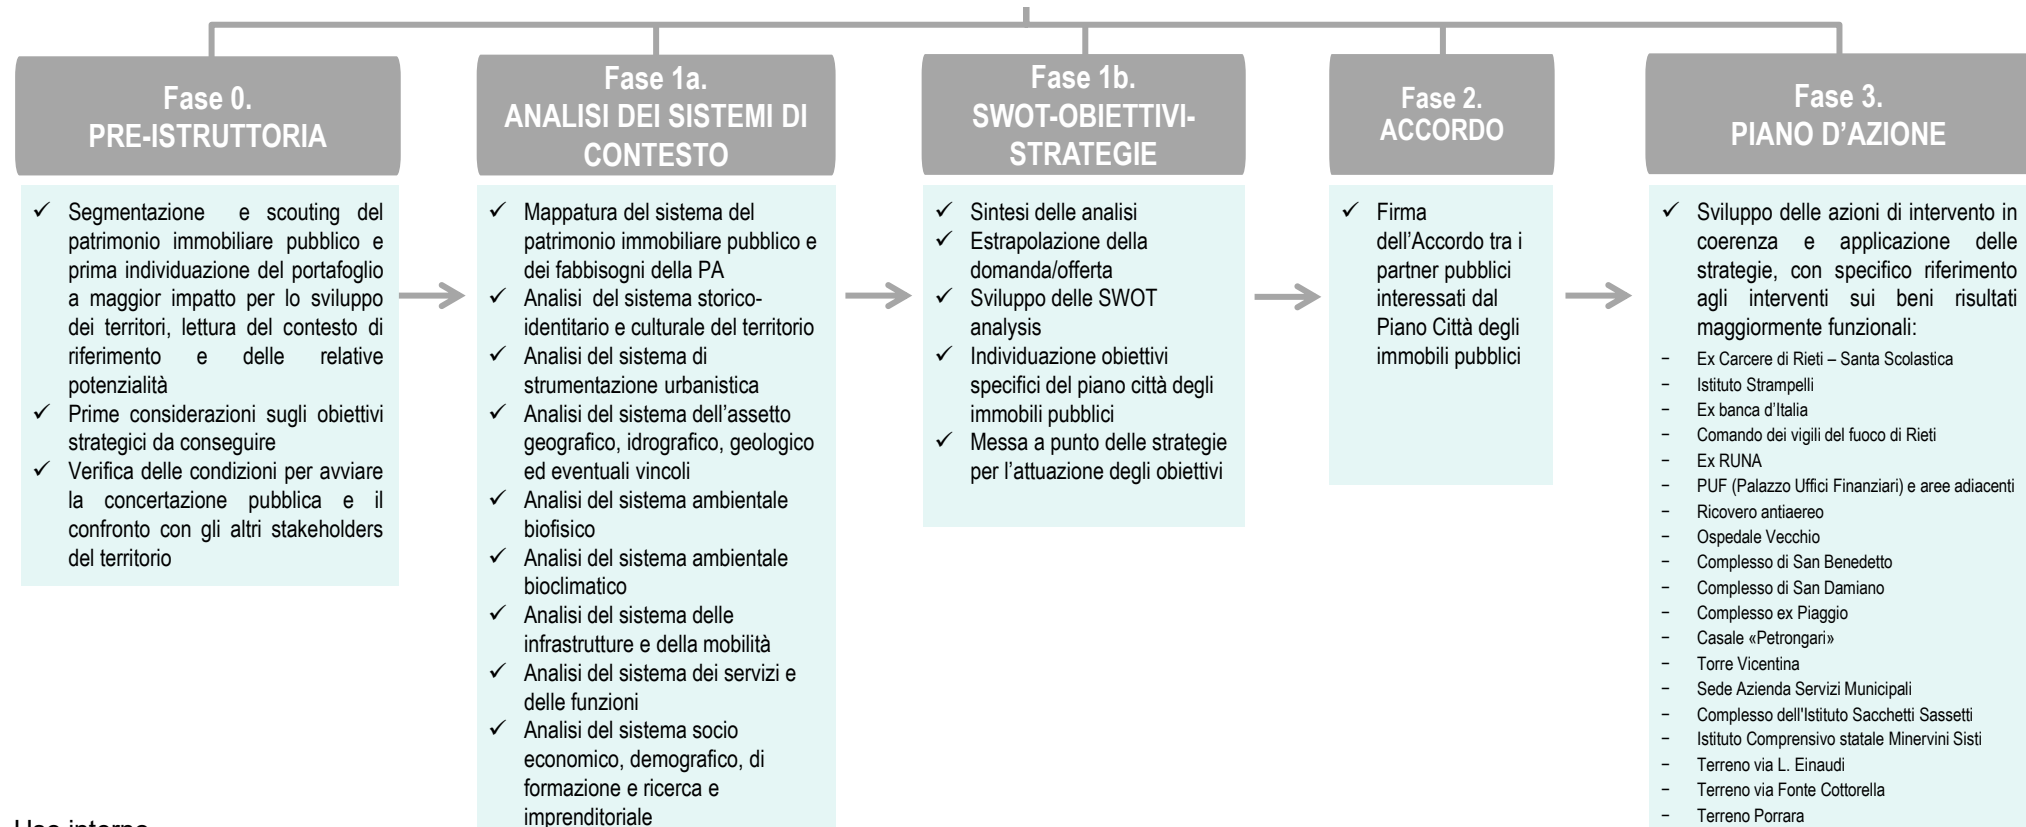 Fase 0.
PRE-ISTRUTTORIA
✓ Segmentazione e scouting del
patrimonio immobiliare pubblico e
prima individuazione del portafoglio
a maggior impatto per lo sviluppo
dei territori, lettura del contesto di
riferimento e delle relative
potenzialità
✓ Prime considerazioni sugli obiettivi
strategici da conseguire
✓ Verifica delle condizioni per avviare
la concertazione pubblica e il
confronto con gli altri stakeholders
del territorio
Fase 1a.
ANALISI DEI SISTEMI DI
CONTESTO
✓ Mappatura del sistema del
patrimonio immobiliare pubblico e
dei fabbisogni della PA
✓ Analisi del sistema storico-
identitario e culturale del territorio
✓ Analisi del sistema di
strumentazione urbanistica
✓ Analisi del sistema dell'assetto
geografico, idrografico, geologico
ed eventuali vincoli
✓ Analisi del sistema ambientale
biofisico
✓ Analisi del sistema ambientale
bioclimatico
✓ Analisi del sistema delle
infrastrutture e della mobilità
✓ Analisi del sistema dei servizi e
delle funzioni
✓ Analisi del sistema socio
economico, demografico, di
formazione e ricerca e
imprenditoriale
Fase 1b.
SWOT-OBIETTIVI-
STRATEGIE
✓ Sintesi delle analisi
✓ Estrapolazione della
domanda/offerta
✓ Sviluppo delle SWOT
analysis
✓ Individuazione obiettivi
specifici del piano città degli
immobili pubblici
✓ Messa a punto delle strategie
per l'attuazione degli obiettivi
Fase 2.
ACCORDO
✓ Firma
dell'Accordo tra i
partner pubblici
interessati dal
Piano Città degli
immobili pubblici
Fase 3.
PIANO D'AZIONE
✓ Sviluppo delle azioni di intervento in
coerenza e applicazione delle
strategie, con specifico riferimento
agli interventi sui beni risultati
maggiormente funzionali:
− Ex Carcere di Rieti – Santa Scolastica
− Istituto Strampelli
− Ex banca d'Italia
− Comando dei vigili del fuoco di Rieti
− Ex RUNA
− PUF (Palazzo Uffici Finanziari) e aree adiacenti
− Ricovero antiaereo
− Ospedale Vecchio
− Complesso di San Benedetto
− Complesso di San Damiano
− Complesso ex Piaggio
− Casale «Petrongari»
− Torre Vicentina
− Sede Azienda Servizi Municipali
− Complesso dell'Istituto Sacchetti Sassetti
− Istituto Comprensivo statale Minervini Sisti
− Terreno via L. Einaudi
− Terreno via Fonte Cottorella
− Terreno Porrara
Uso interno